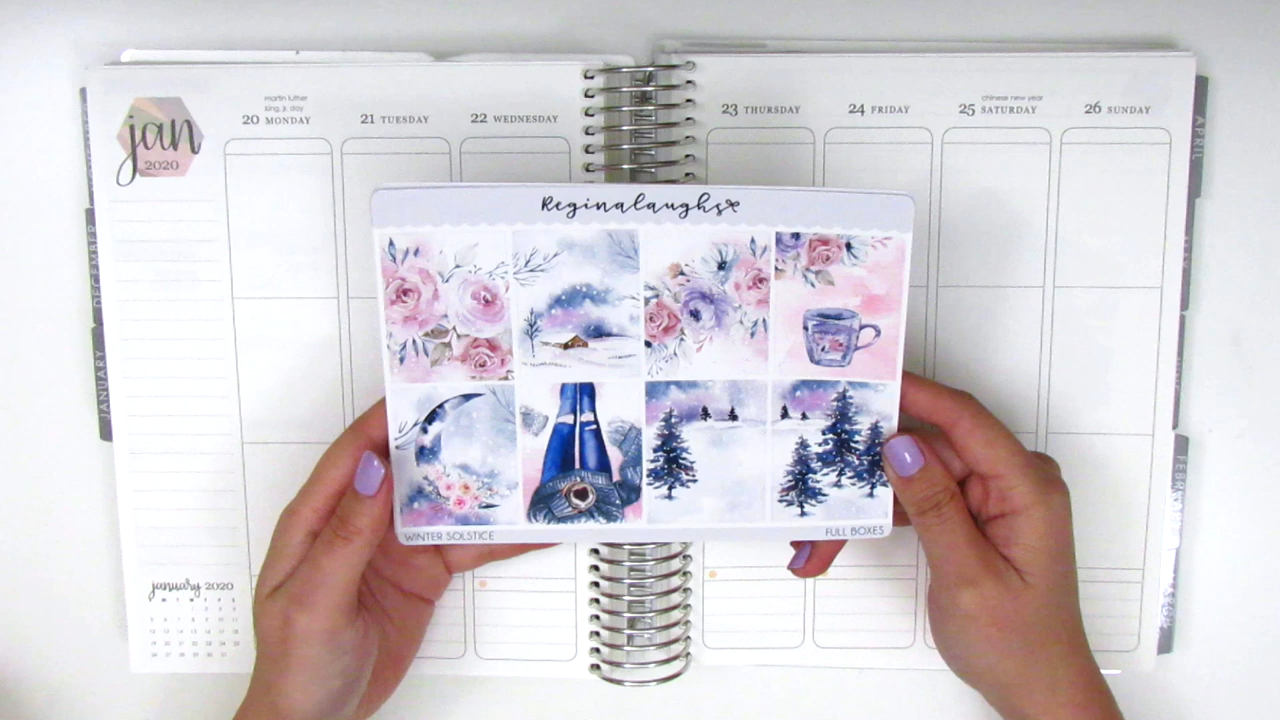 jan
2020
martin luther
king, jr. day
20 MONDAY
21 TUESDAY
22 WEDNESDAY
23 THURSDAY
24 FRIDAY
chinese new year
25 SATURDAY
26 SUNDAY
Reginalaughs
WINTER SOLSTICE
FULL BOXES
january 2020
DECEMBER
JANUARY
APRIL